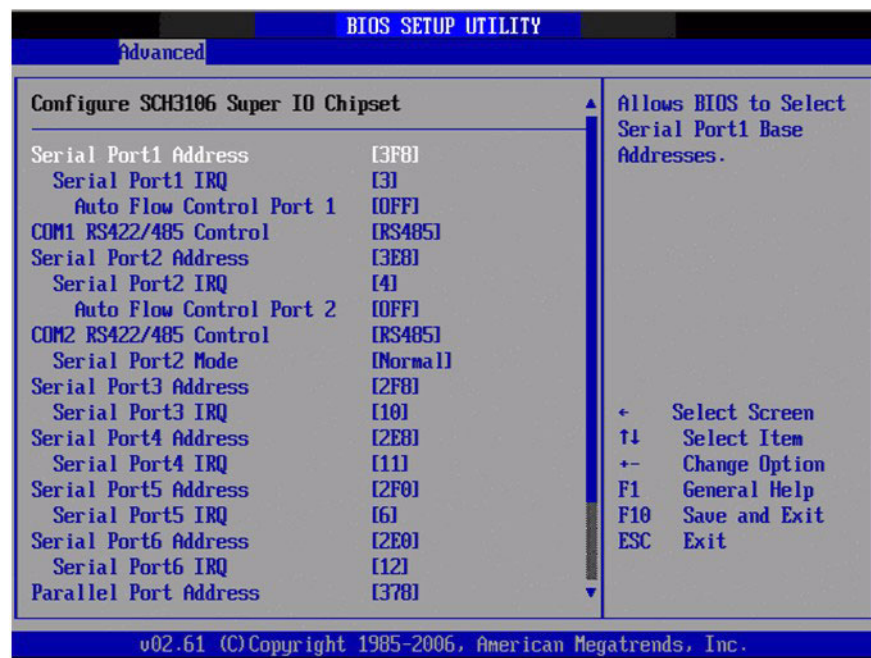 BIOS SETUP UTILITY
Advanced
Configure SCH3106 Super IO Chipset
Serial Port1 Address [3F8]
Serial Port1 IRQ [3]
Auto Flow Control Port 1 [OFF]
COM1 RS422/485 Control [RS485]
Serial Port2 Address [3E8]
Serial Port2 IRQ [4]
Auto Flow Control Port 2 [OFF]
COM2 RS422/485 Control [RS485]
Serial Port2 Mode [Normal]
Serial Port3 Address [2F8]
Serial Port3 IRQ [10]
Serial Port4 Address [2E8]
Serial Port4 IRQ [11]
Serial Port5 Address [2F0]
Serial Port5 IRQ [6]
Serial Port6 Address [2E0]
Serial Port6 IRQ [12]
Parallel Port Address [378]
Allows BIOS to Select
Serial Port1 Base
Addresses.
← Select Screen
↑↓ Select Item
+- Change Option
F1 General Help
F10 Save and Exit
ESC Exit
v02.61 (C)Copyright 1985-2006, American Megatrends, Inc.